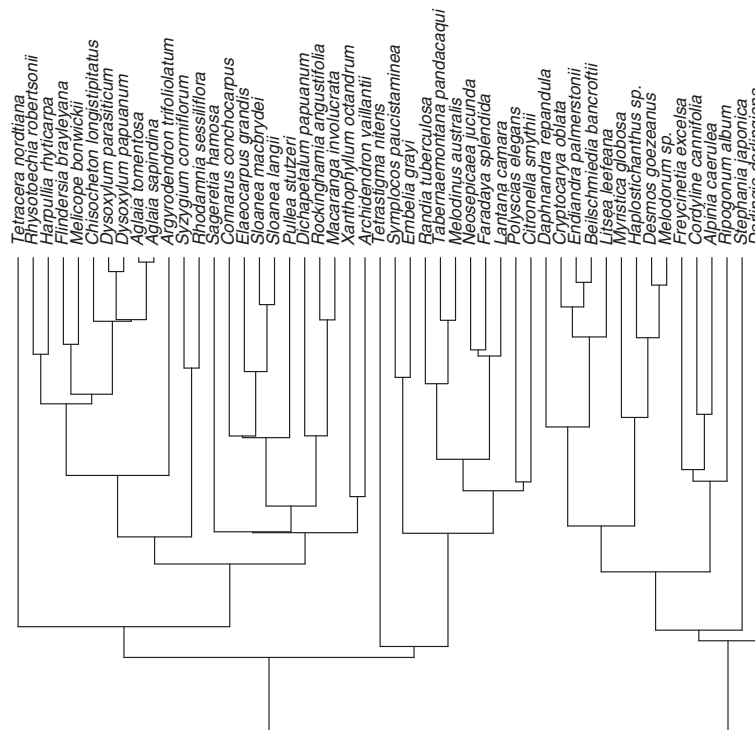 Tetracera nordtiana
Rhysotoechia robertsonii
Harpullia rhyticarpa
Flindersia brayleyana
Melicope bonwickii
Chisocheton longistipitatus
Dysoxylum parasiticum
Dysoxylum papuanum
Aglaia tomentosa
Aglaia sapindina
Argyrodendron trifoliolatum
Syzygium cormiflorum
Rhodamnia sessiliflora
Sageretia hamosa
Connarus conchocarpus
Elaeocarpus grandis
Sloanea macbrydei
Sloanea langii
Pullea stutzeri
Dichapetalum papuanum
Rockinghamia angustifolia
Macaranga involucrata
Xanthophyllum octandrum
Archidendron vaillantii
Tetrastigma nitens
Symplocos paucistaminea
Embelia grayi
Randia tuberculosa
Tabernaemontana pandacaqui
Melodinus australis
Neosepicaea jucunda
Faradaya splendida
Lantana camara
Polyscias elegans
Citronella smythii
Daphnandra repandula
Cryptocarya oblata
Endiandra palmerstonii
Beilschmiedia bancroftii
Litsea leefeana
Myristica globosa
Haplostichanthus sp.
Desmos goezeanus
Melodorum sp.
Freycinetia excelsa
Cordyline cannifolia
Alpinia caerulea
Ripogonum album
Stephania japonica